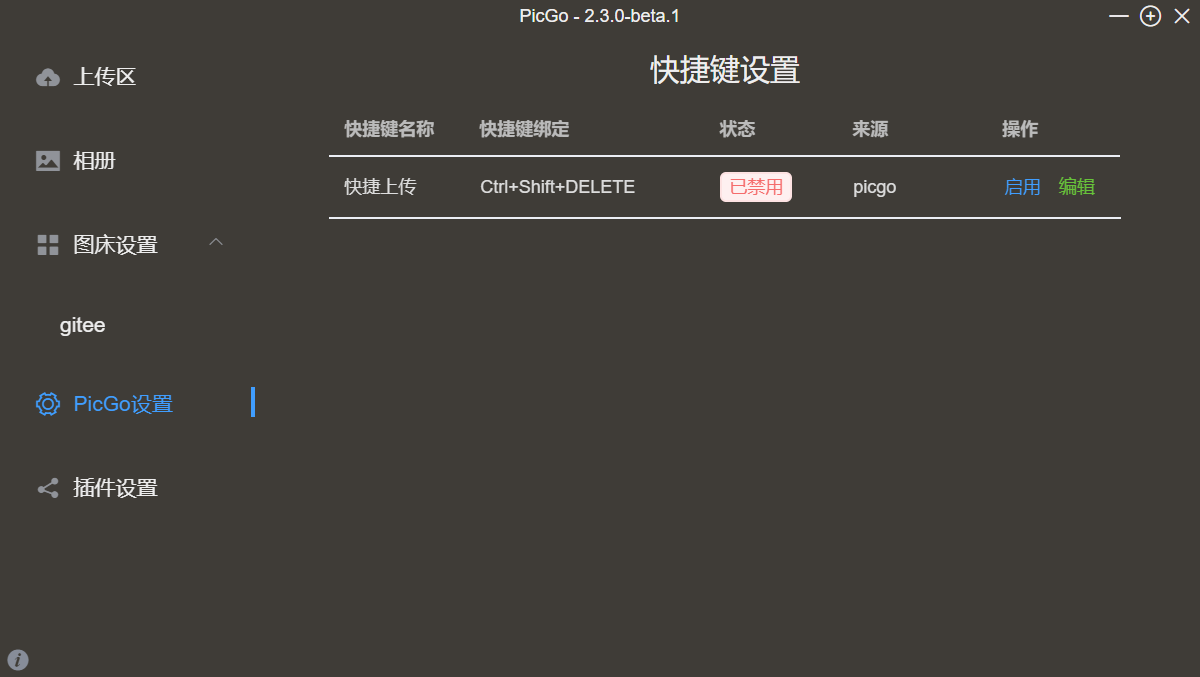 PicGo - 2.3.0-beta.1
上传区
相册
图床设置
gitee
PicGo设置
插件设置
快捷键设置
快捷键名称 快捷键绑定 状态 来源 操作
快捷上传 Ctrl+Shift+DELETE 已禁用 picgo 启用 编辑
i